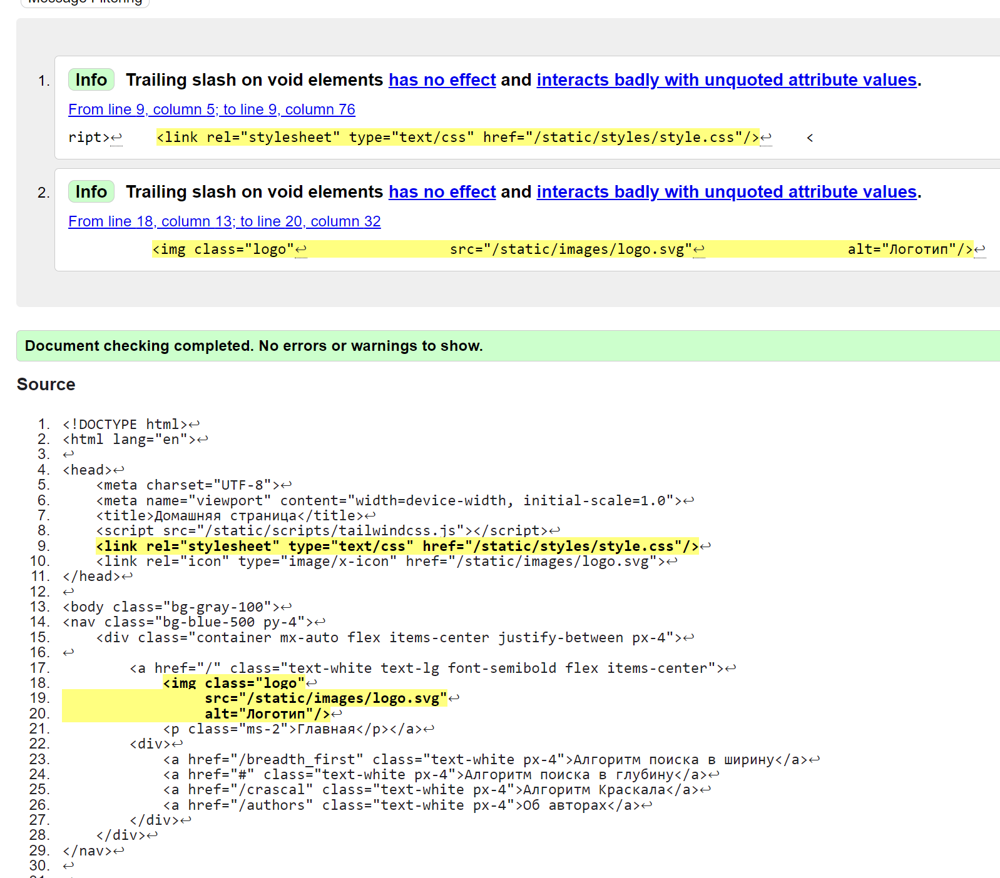 Message Filtering
1. Info Trailing slash on void elements has no effect and interacts badly with unquoted attribute values.
From line 9, column 5; to line 9, column 76
ript>↩    <link rel="stylesheet" type="text/css" href="/static/styles/style.css"/>↩    <
2. Info Trailing slash on void elements has no effect and interacts badly with unquoted attribute values.
From line 18, column 13; to line 20, column 32
<img class="logo"↩                 src="/static/images/logo.svg"↩                 alt="Логотип"/>↩
Document checking completed. No errors or warnings to show.
Source
1. <!DOCTYPE html>↩
2. <html lang="en">↩
3. ↩
4. <head>↩
5.     <meta charset="UTF-8">↩
6.     <meta name="viewport" content="width=device-width, initial-scale=1.0">↩
7.     <title>Домашняя страница</title>↩
8.     <script src="/static/scripts/tailwindcss.js"></script>↩
9.     <link rel="stylesheet" type="text/css" href="/static/styles/style.css"/>↩
10.     <link rel="icon" type="image/x-icon" href="/static/images/logo.svg">↩
11. </head>↩
12. ↩
13. <body class="bg-gray-100">↩
14. <nav class="bg-blue-500 py-4">↩
15.     <div class="container mx-auto flex items-center justify-between px-4">↩
16. ↩
17.         <a href="/" class="text-white text-lg font-semibold flex items-center">↩
18.             <img class="logo"↩
19.                  src="/static/images/logo.svg"↩
20.                  alt="Логотип"/>↩
21.             <p class="ms-2">Главная</p></a>↩
22.         <div>↩
23.             <a href="/breadth_first" class="text-white px-4">Алгоритм поиска в ширину</a>↩
24.             <a href="#" class="text-white px-4">Алгоритм поиска в глубину</a>↩
25.             <a href="/crascal" class="text-white px-4">Алгоритм Краскала</a>↩
26.             <a href="/authors" class="text-white px-4">Об авторах</a>↩
27.         </div>↩
28.     </div>↩
29. </nav>↩
30. ↩